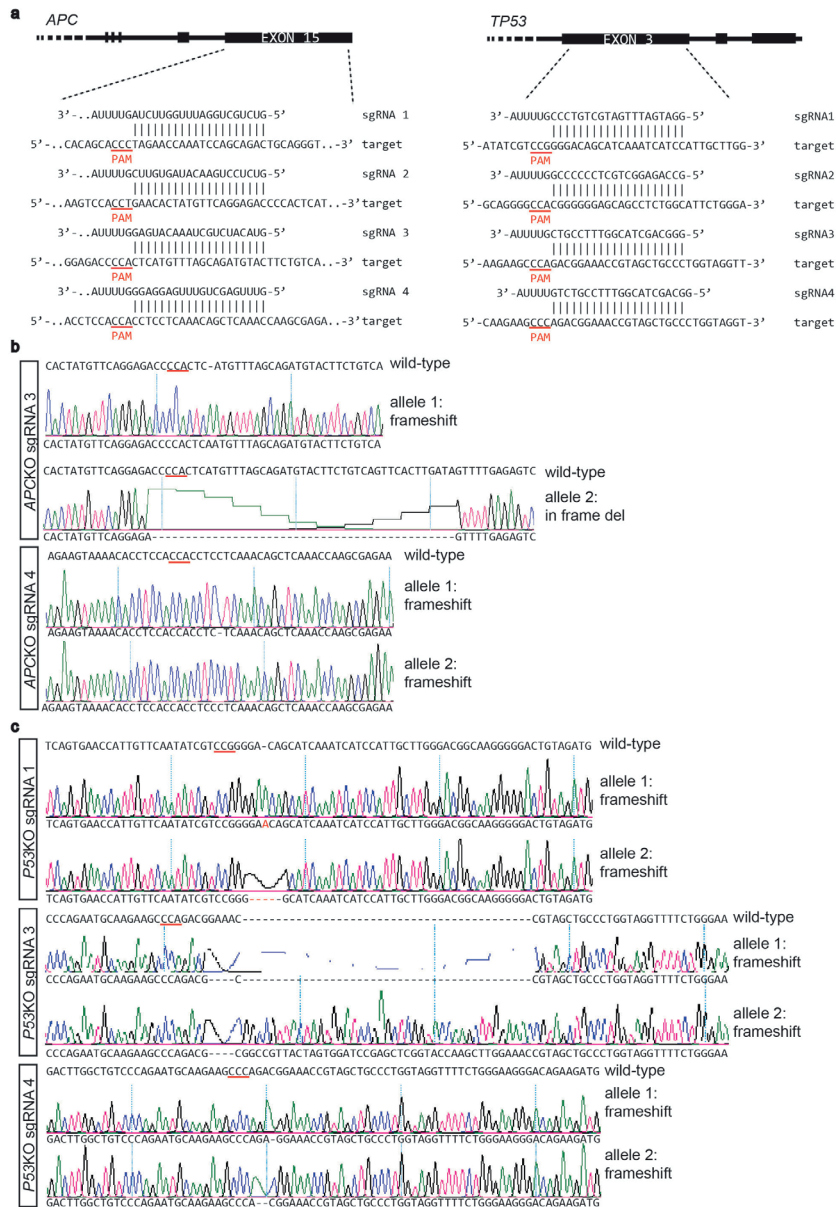 a
APC
EXON 15
3’-..AUUUUGAUCUUGGUUUAGGUCGUCUG-5’ sgRNA 1
5’-..CACAGCACCCTAGAACCAAATCCAGCAGACTGCAGGGT..-3’ target
PAM
3’-..AUUUUGCUUGUGAUACAAGUCCUCUG-5’ sgRNA 2
5’-..AAGTCCACCTGAACACTATGTTCAGGAGACCCCACTCAT..-3’ target
PAM
3’-..AUUUUGGAGUACAAAUCGUCUACAUG-5’ sgRNA 3
5’-..GGAGACCCCACTCATGTTTAGCAGATGTACTTCTGTCA..-3’ target
PAM
3’-..AUUUUGGGAGGAGUUUGUCGAGUUUG-5’ sgRNA 4
5’-..ACCTCCACCACCTCCTCAAACAGCTCAAACCAAGCGAGA..-3’ target
PAM
TP53
EXON 3
3’-AUUUUGCCCTGTCGTAGTTTAGTAGG-5’ sgRNA1
5’-ATATCGTCCGGGGACAGCATCAAATCATCCATTGCTTGG-3’ target
PAM
3’-AUUUUGGCCCCCCTCGTCGGAGACCG-5’ sgRNA2
5’-GCAGGGGCCACGGGGGGAGCAGCCTCTGGCATTCTGGGA-3’ target
PAM
3’-AUUUUGCTGCCTTTGGCATCGACGGG-5’ sgRNA3
5’-AAGAAGCCCAGACGGAAACCGTAGCTGCCCTGGTAGGTT-3’ target
PAM
3’-AUUUUGTCTGCCTTTGGCATCGACGG-5’ sgRNA4
5’-CAAGAAGCCCAGACGGAAACCGTAGCTGCCCTGGTAGGT-3’ target
PAM
b
APCKO sgRNA 3
CACTATGTTCAGGAGACCCCACTC-ATGTTTAGCAGATGTACTTCTGTCA wild-type
allele 1:
frameshift
CACTATGTTCAGGAGACCCCACTCAATGTTTAGCAGATGTACTTCTGTCA
CACTATGTTCAGGAGACCCCACTCATGTTTAGCAGATGTACTTCTGTCAGTTCACTTGATAGTTTTGAGAGTC wild-type
allele 2:
in frame del
CACTATGTTCAGGAGA---------------------------------------------GTTTTGAGAGTC
APCKO sgRNA 4
AGAAGTAAAACACCTCCACCACCTCCTCAAACAGCTCAAACCAAGCGAGAA wild-type
allele 1:
frameshift
AGAAGTAAAACACCTCCACCACCTC-TCAAACAGCTCAAACCAAGCGAGAA
allele 2:
frameshift
AGAAGTAAAACACCTCCACCACCTCCCTCAAACAGCTCAAACCAAGCGAGAA
c
P53KO sgRNA 1
TCAGTGAACCATTGTTCAATATCGTCCGGGGA-CAGCATCAAATCATCCATTGCTTGGGACGGCAAGGGGGACTGTAGATG wild-type
allele 1:
frameshift
TCAGTGAACCATTGTTCAATATCGTCCGGGGAACAGCATCAAATCATCCATTGCTTGGGACGGCAAGGGGGACTGTAGATG
allele 2:
frameshift
TCAGTGAACCATTGTTCAATATCGTCCGGG-----GCATCAAATCATCCATTGCTTGGGACGGCAAGGGGGACTGTAGATG
P53KO sgRNA 3
CCCAGAATGCAAGAAGCCCAGACGGAAAC-------------------------------------------CGTAGCTGCCCTGGTAGGTTTTCTGGGAA wild-type
allele 1:
frameshift
CCCAGAATGCAAGAAGCCCAGACG----C-------------------------------------------CGTAGCTGCCCTGGTAGGTTTTCTGGGAA
allele 2:
frameshift
CCCAGAATGCAAGAAGCCCAGACG----CGGCCGTTACTAGTGGATCCGAGCTCGGTACCAAGCTTGGAAACCGTAGCTGCCCTGGTAGGTTTTCTGGGAA
P53KO sgRNA 4
GACTTGGCTGTCCCAGAATGCAAGAAGCCCAGACGGAAACCGTAGCTGCCCTGGTAGGTTTTCTGGGAAGGGACAGAAGATG wild-type
allele 1:
frameshift
GACTTGGCTGTCCCAGAATGCAAGAAGCCCAGA-GGAAACCGTAGCTGCCCTGGTAGGTTTTCTGGGAAGGGACAGAAGATG
allele 2:
frameshift
GACTTGGCTGTCCCAGAATGCAAGAAGCCCA--CGGAAACCGTAGCTGCCCTGGTAGGTTTTCTGGGAAGGGACAGAAGATG